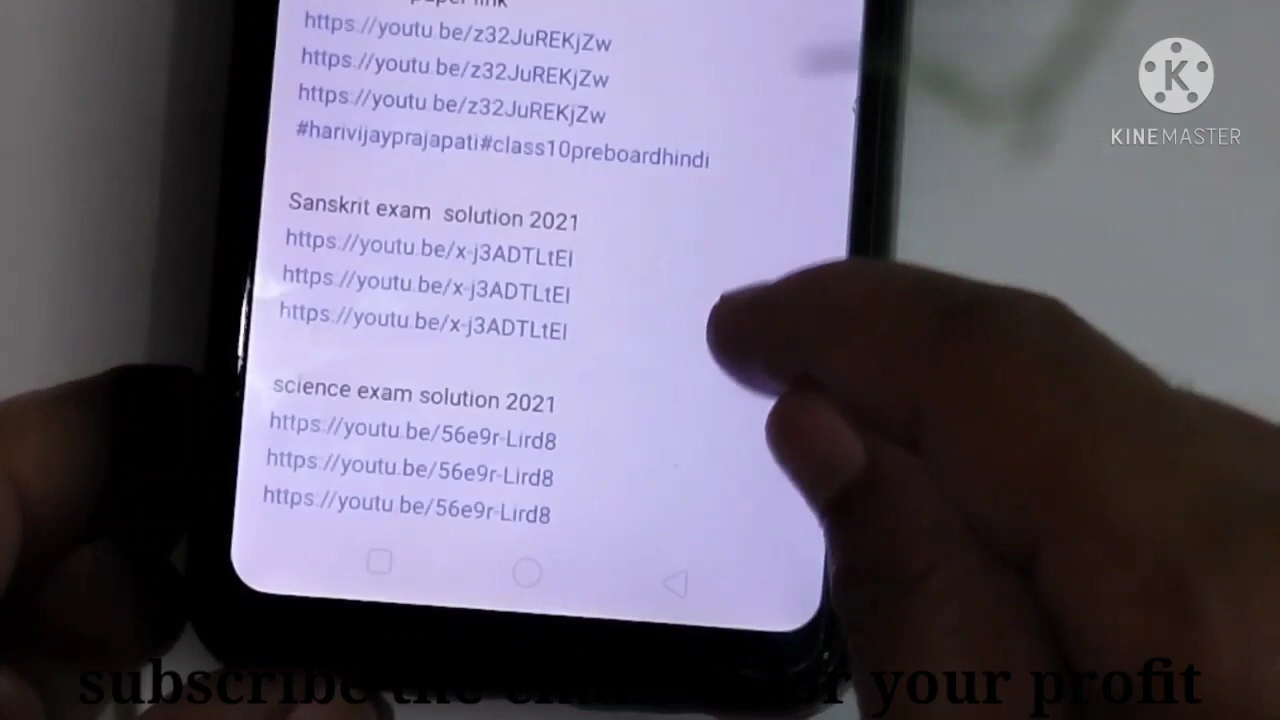 link
https://youtu.be/z32JuREKjZw
https://youtu.be/z32JuREKjZw
https://youtu.be/z32JuREKjZw
#harivijayprajapati#class10preboardhindi
Sanskrit exam solution 2021
https://youtu.be/x-j3ADTLtEI
https://youtu.be/x-j3ADTLtEI
https://youtu.be/x-j3ADTLtEI
science exam solution 2021
https://youtu.be/56e9r-Lird8
https://youtu.be/56e9r-Lird8
https://youtu.be/56e9r-Lird8
K
KINEMASTER
subscribe the your profit